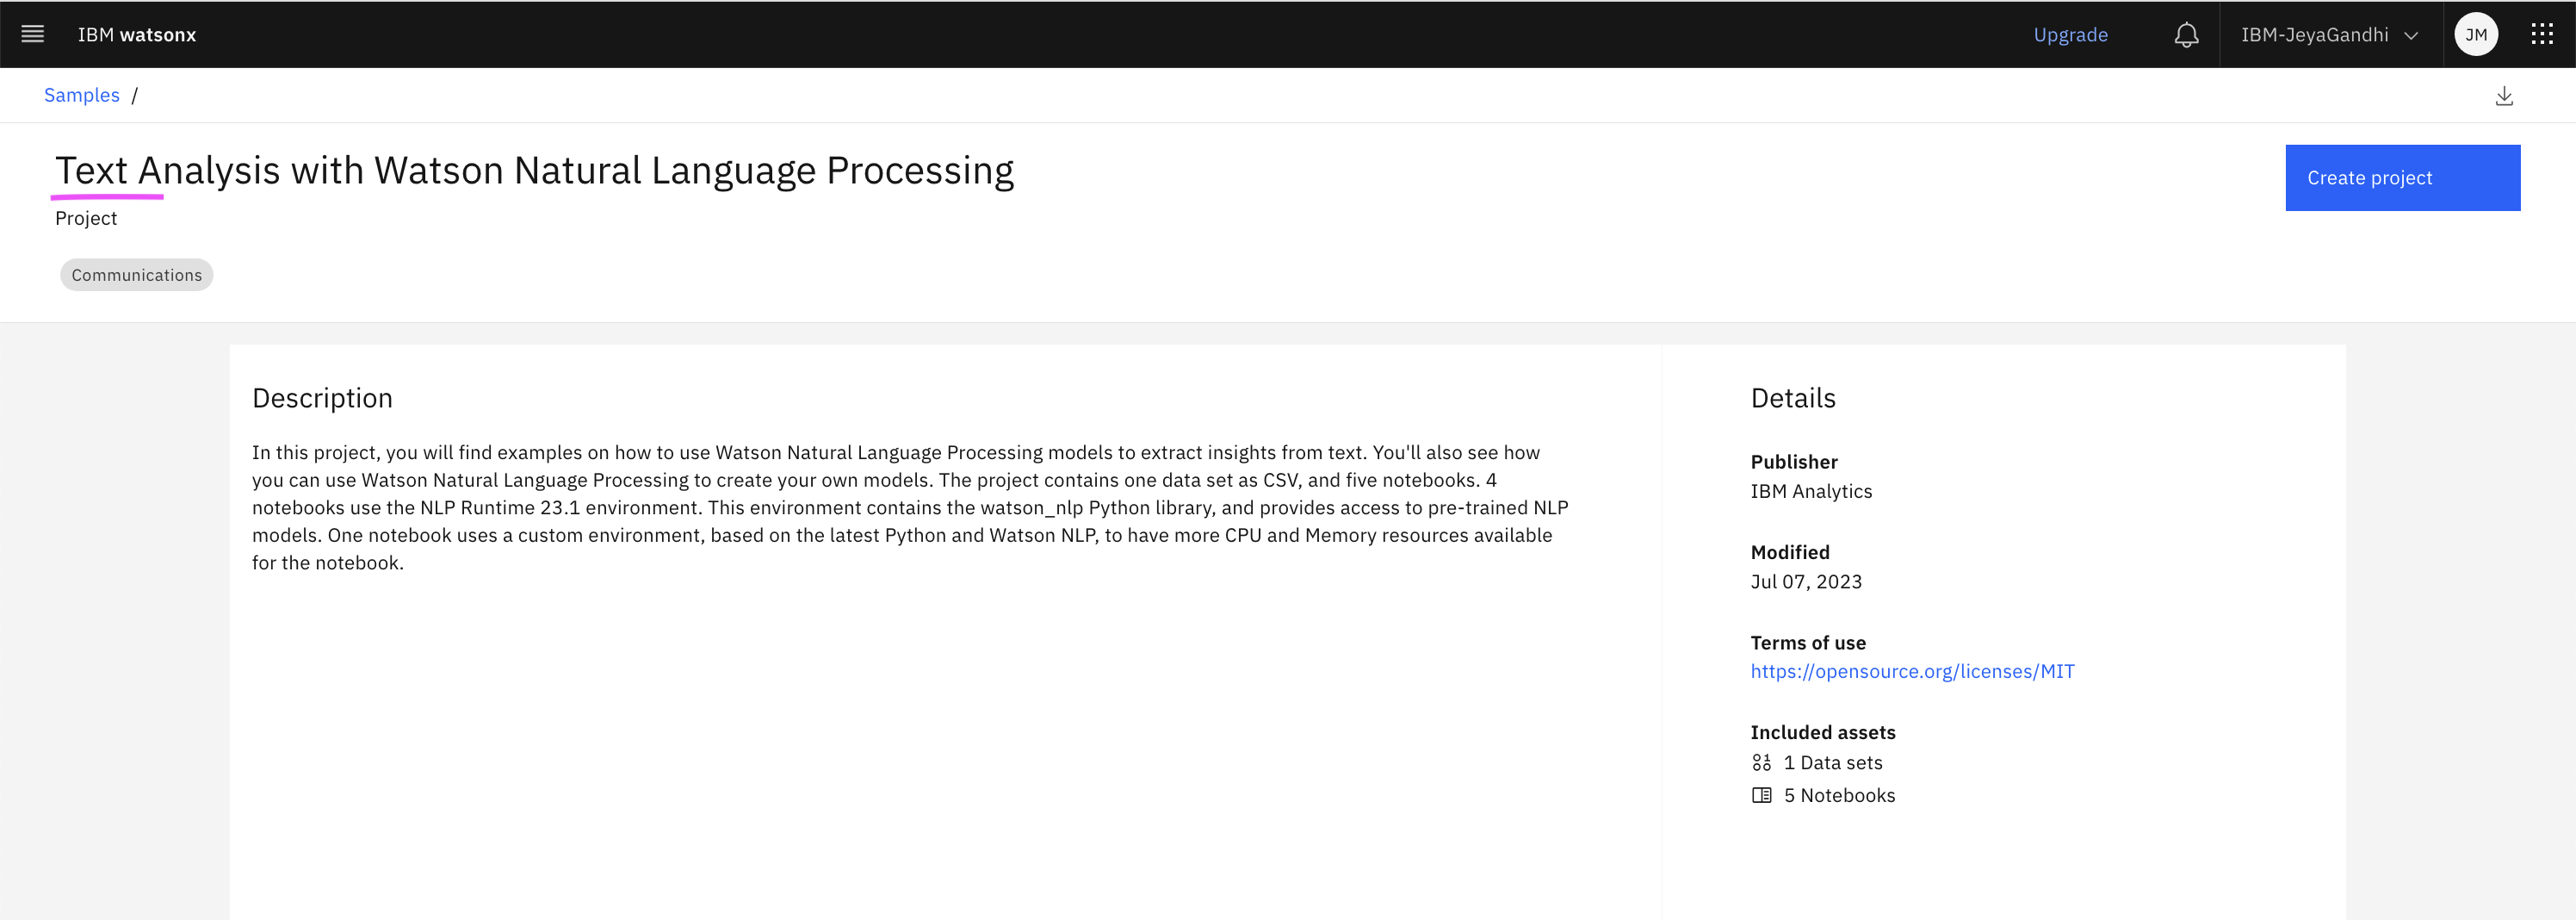 IBM watsonx
Upgrade
IBM-JeyaGandhi
JM
Samples /
Text Analysis with Watson Natural Language Processing
Create project
Project
Communications
Description
In this project, you will find examples on how to use Watson Natural Language Processing models to extract insights from text. You'll also see how
you can use Watson Natural Language Processing to create your own models. The project contains one data set as CSV, and five notebooks. 4
notebooks use the NLP Runtime 23.1 environment. This environment contains the watson_nlp Python library, and provides access to pre-trained NLP
models. One notebook uses a custom environment, based on the latest Python and Watson NLP, to have more CPU and Memory resources available
for the notebook.
Details
Publisher
IBM Analytics
Modified
Jul 07, 2023
Terms of use
https://opensource.org/licenses/MIT
Included assets
1 Data sets
5 Notebooks